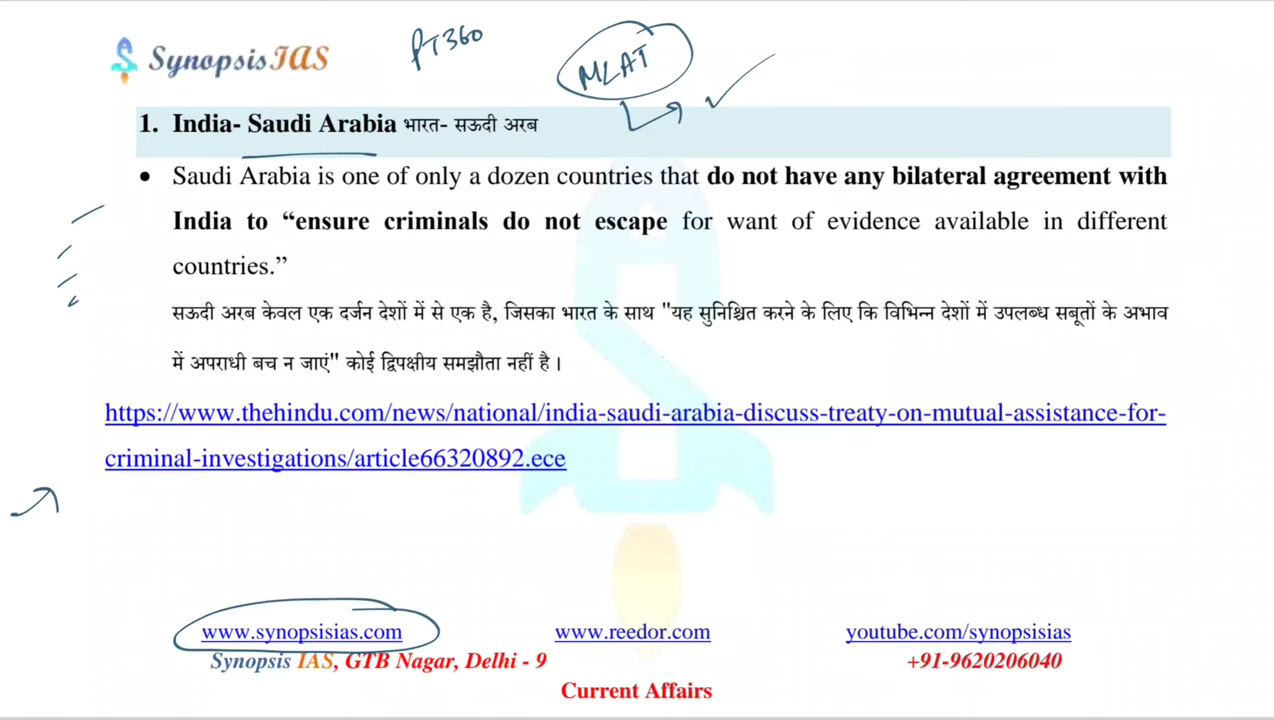 PT360
MLAT
Synopsis IAS
1. India- Saudi Arabia भारत- सऊदी अरब
• Saudi Arabia is one of only a dozen countries that do not have any bilateral agreement with
India to “ensure criminals do not escape for want of evidence available in different
countries.”
सऊदी अरब केवल एक दर्जन देशों में से एक है, जिसका भारत के साथ "यह सुनिश्चित करने के लिए कि विभिन्न देशों में उपलब्ध सबूतों के अभाव
में अपराधी बच न जाएं" कोई द्विपक्षीय समझौता नहीं है।
https://www.thehindu.com/news/national/india-saudi-arabia-discuss-treaty-on-mutual-assistance-for-
criminal-investigations/article66320892.ece
www.synopsisias.com www.reedor.com youtube.com/synopsisias
Synopsis IAS, GTB Nagar, Delhi - 9 +91-9620206040
Current Affairs